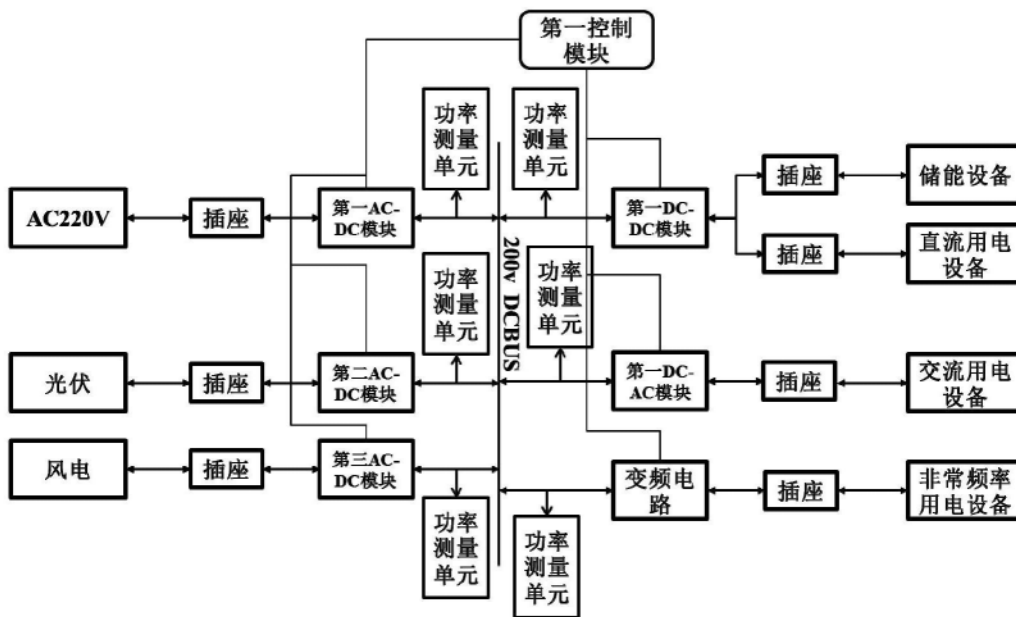 第一控制
模块
功率
测量
单元
功率
测量
单元
AC220V
插座
第一AC-
DC模块
第一DC-
DC模块
插座
储能设备
插座
直流用电
设备
200v DCBUS
功率
测量
单元
功率
测量
单元
光伏
插座
第二AC-
DC模块
第一DC-
AC模块
插座
交流用电
设备
风电
插座
第三AC-
DC模块
变频电
路
插座
非常频率
用电设备
功率
测量
单元
功率
测量
单元